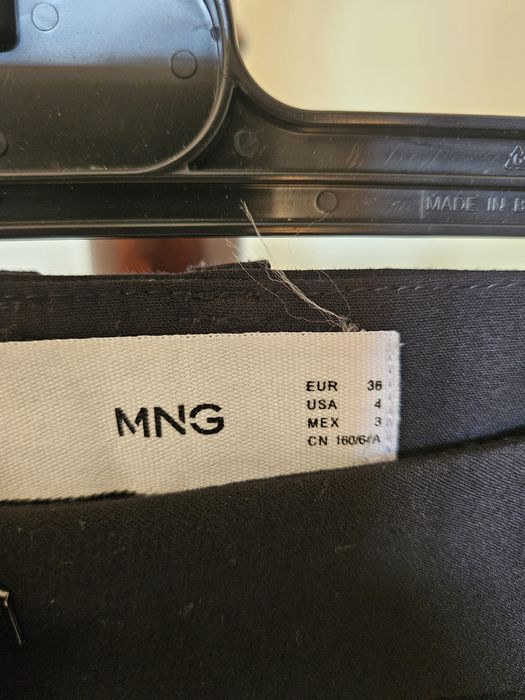 MADE IN
MNG
EUR 36
USA 4
MEX 3
CN 160/64A